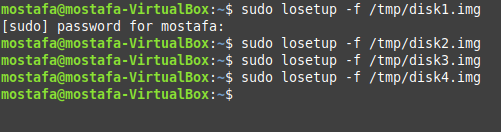 mostafa@mostafa-VirtualBox:~$ sudo losetup -f /tmp/disk1.img
[sudo] password for mostafa:
mostafa@mostafa-VirtualBox:~$ sudo losetup -f /tmp/disk2.img
mostafa@mostafa-VirtualBox:~$ sudo losetup -f /tmp/disk3.img
mostafa@mostafa-VirtualBox:~$ sudo losetup -f /tmp/disk4.img
mostafa@mostafa-VirtualBox:~$